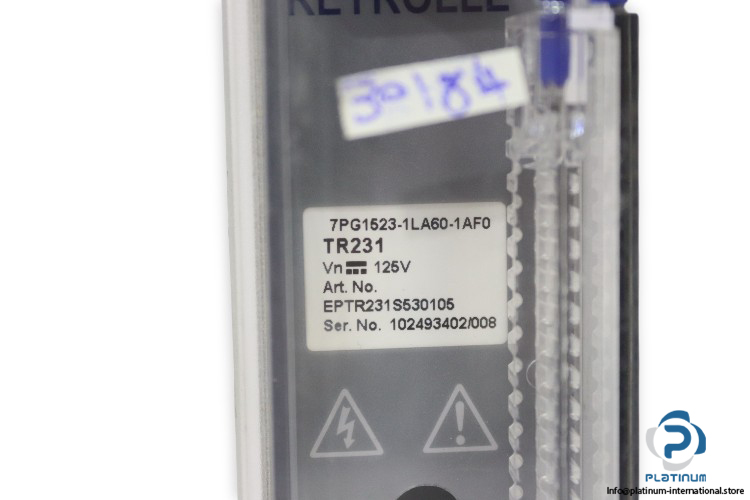 REYROLLE
30184
7PG1523-1LA60-1AF0
TR231
Vn 125V
Art. No.
EPTR231S530105
Ser. No. 102493402/008
PLATINUM
Info@platinum-international.store